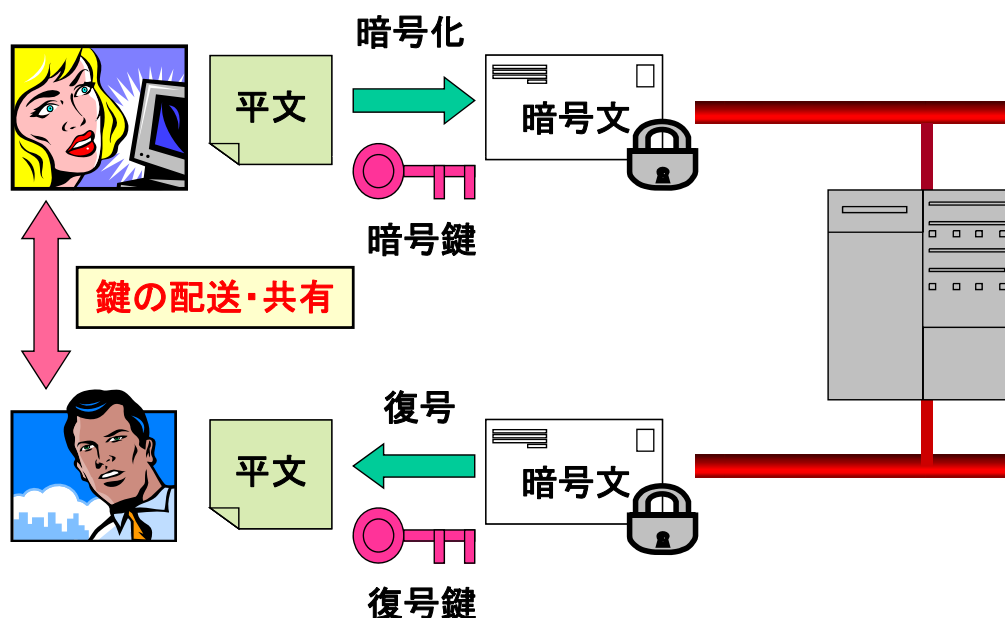 暗号化
平文
暗号文
暗号鍵
鍵の配送・共有
復号
平文
暗号文
復号鍵